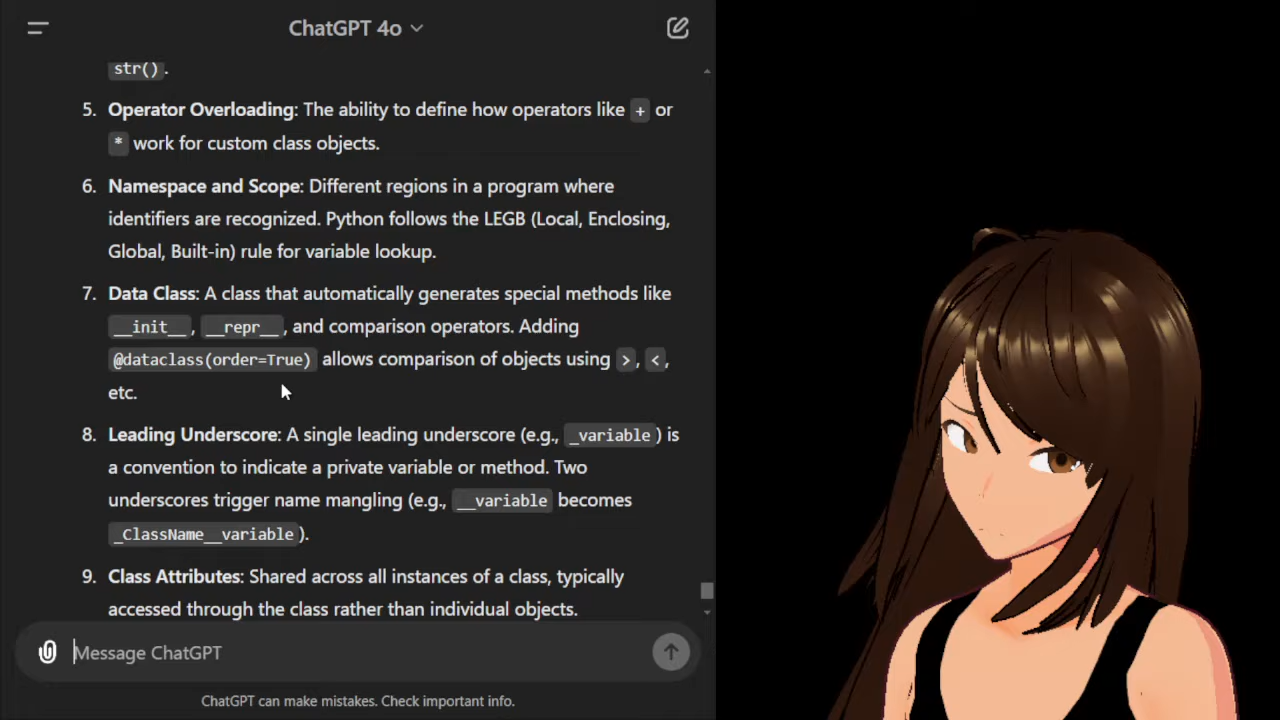 ChatGPT 4o
str().
5. Operator Overloading: The ability to define how operators like + or
* work for custom class objects.
6. Namespace and Scope: Different regions in a program where
identifiers are recognized. Python follows the LEGB (Local, Enclosing,
Global, Built-in) rule for variable lookup.
7. Data Class: A class that automatically generates special methods like
__init__, __repr__, and comparison operators. Adding
@dataclass(order=True) allows comparison of objects using >, <,
etc.
8. Leading Underscore: A single leading underscore (e.g., _variable) is
a convention to indicate a private variable or method. Two
underscores trigger name mangling (e.g., __variable becomes
_ClassName__variable).
9. Class Attributes: Shared across all instances of a class, typically
accessed through the class rather than individual objects.
Message ChatGPT
ChatGPT can make mistakes. Check important info.